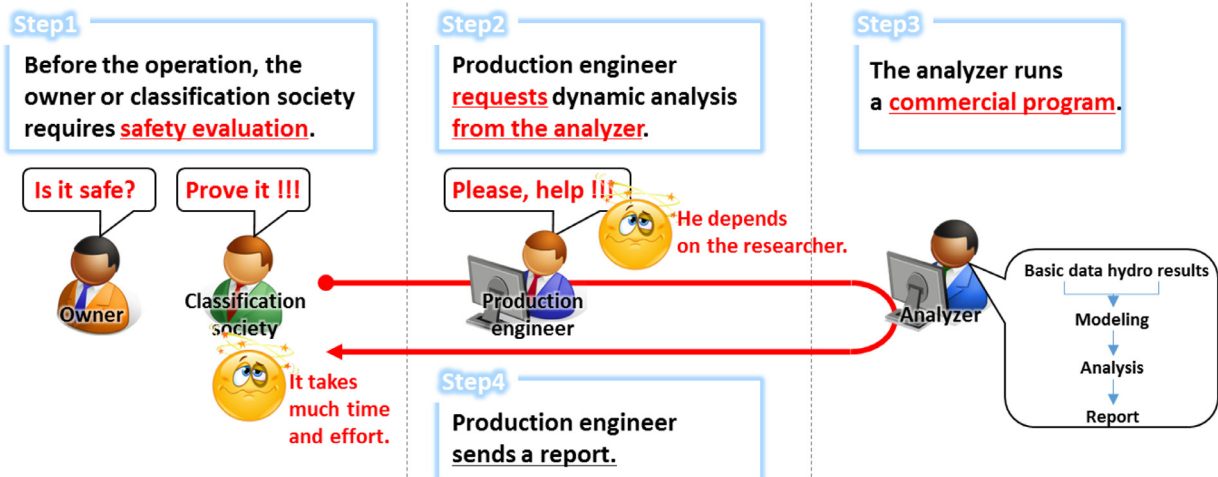 Step1
Before the operation, the
owner or classification society
requires safety evaluation.
Is it safe?
Prove it !!!
Owner
Classification
society
It takes
much time
and effort.
Step2
Production engineer
requests dynamic analysis
from the analyzer.
Please, help !!!
He depends
on the researcher.
Production
engineer
Step3
The analyzer runs
a commercial program.
Analyzer
Basic data hydro results
Modeling
Analysis
Report
Step4
Production engineer
sends a report.